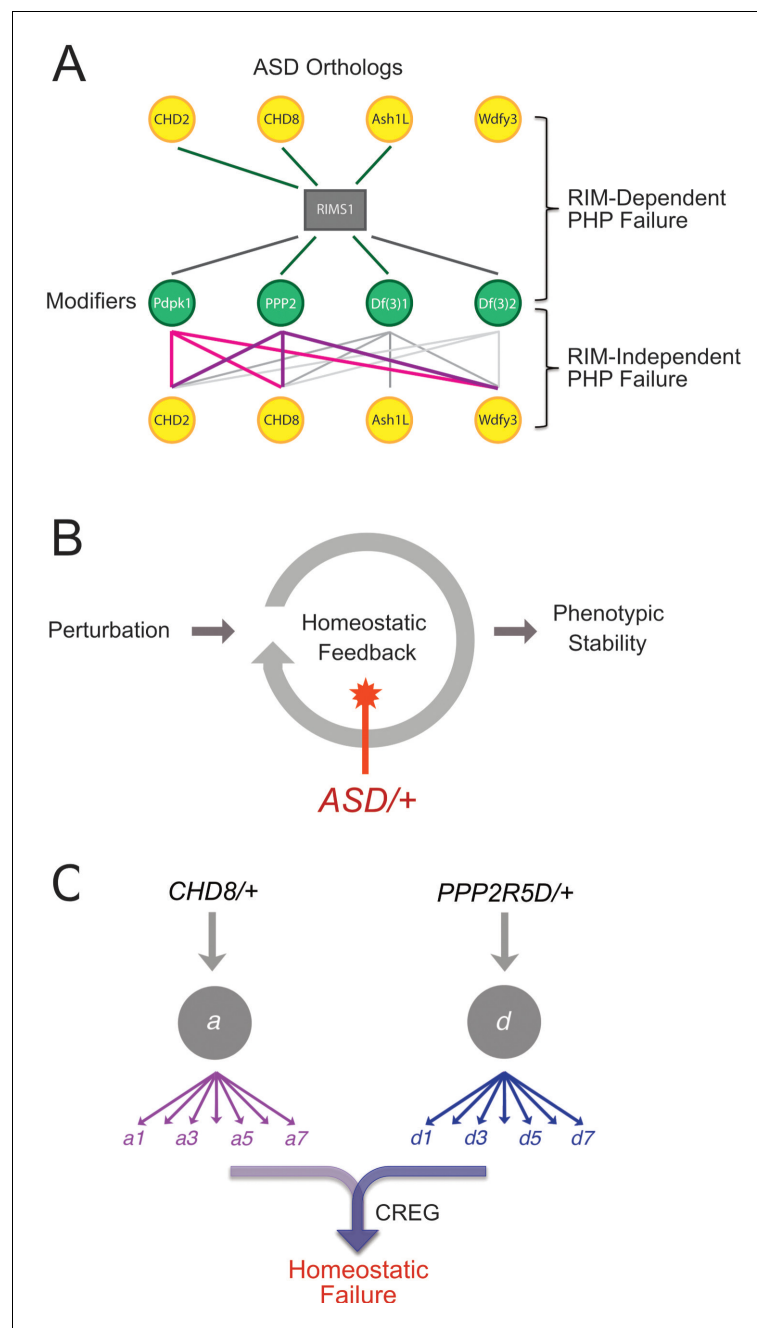 A
ASD Orthologs
CHD2 CHD8 Ash1L Wdfy3
RIMS1
RIM-Dependent
PHP Failure
Modifiers
Pdpk1 PPP2 Df(3)1 Df(3)2
RIM-Independent
PHP Failure
CHD2 CHD8 Ash1L Wdfy3
B
Perturbation
Homeostatic
Feedback
Phenotypic
Stability
ASD/+
C
CHD8/+ PPP2R5D/+
a d
a1 a3 a5 a7 d1 d3 d5 d7
CREG
Homeostatic
Failure